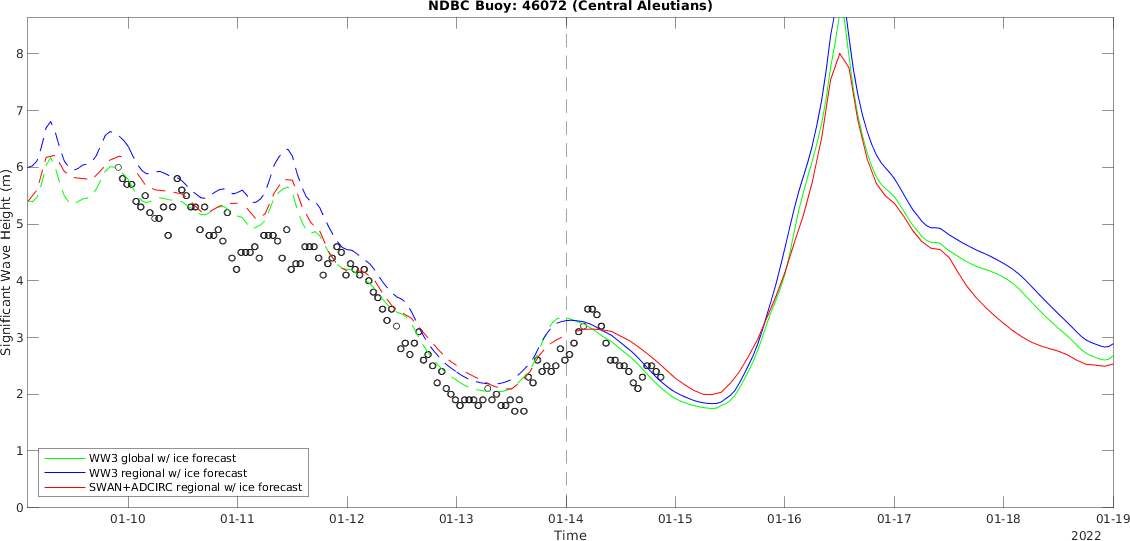 NDBC Buoy: 46072 (Central Aleutians)
8
7
6
5
4
3
2
1
0
Significant Wave Height (m)
WW3 global w/ ice forecast
WW3 regional w/ ice forecast
SWAN+ADCIRC regional w/ ice forecast
01-10 01-11 01-12 01-13 01-14 01-15 01-16 01-17 01-18 01-19
Time
2022